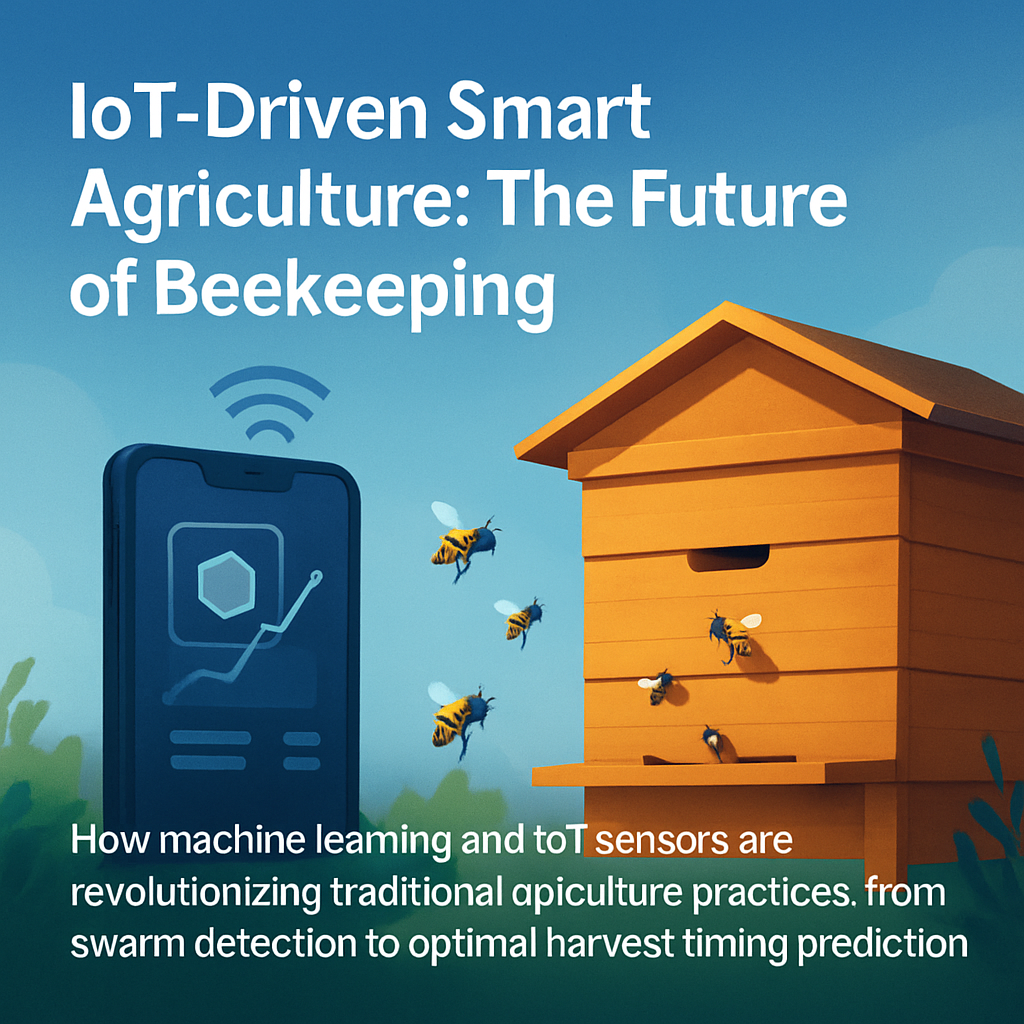 IoT-Driven Smart
Agriculture: The Future
of Beekeeping
How machine leaming and toT sensors are
revolutionizing traditional apiculture practices. from
swarm detection to optimal harvest timing prediction